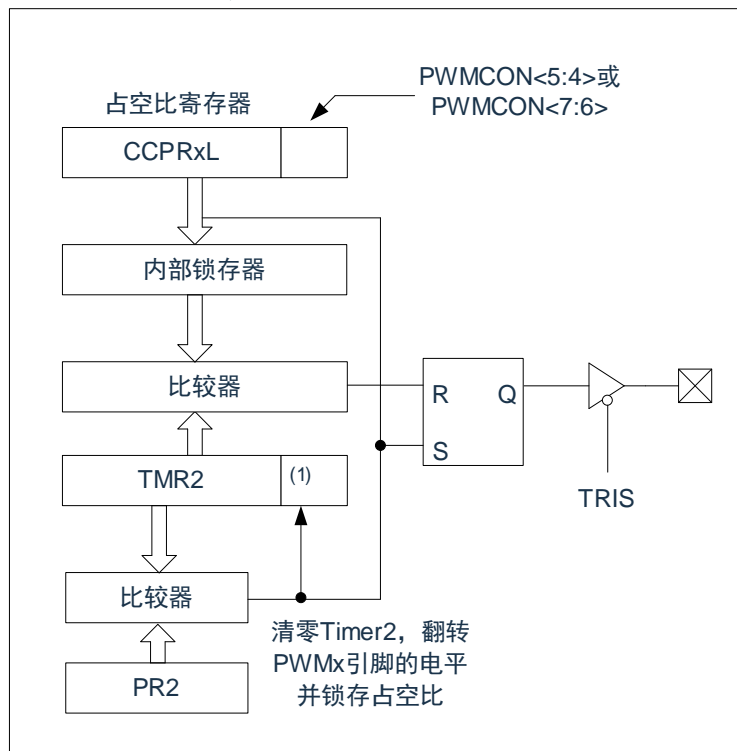 PWMCON<5:4>或
PWMCON<7:6>
占空比寄存器
CCPRxL
内部锁存器
比较器
R
Q
S
TMR2
(1)
TRIS
比较器
清零Timer2，翻转
PWMx引脚的电平
并锁存占空比
PR2